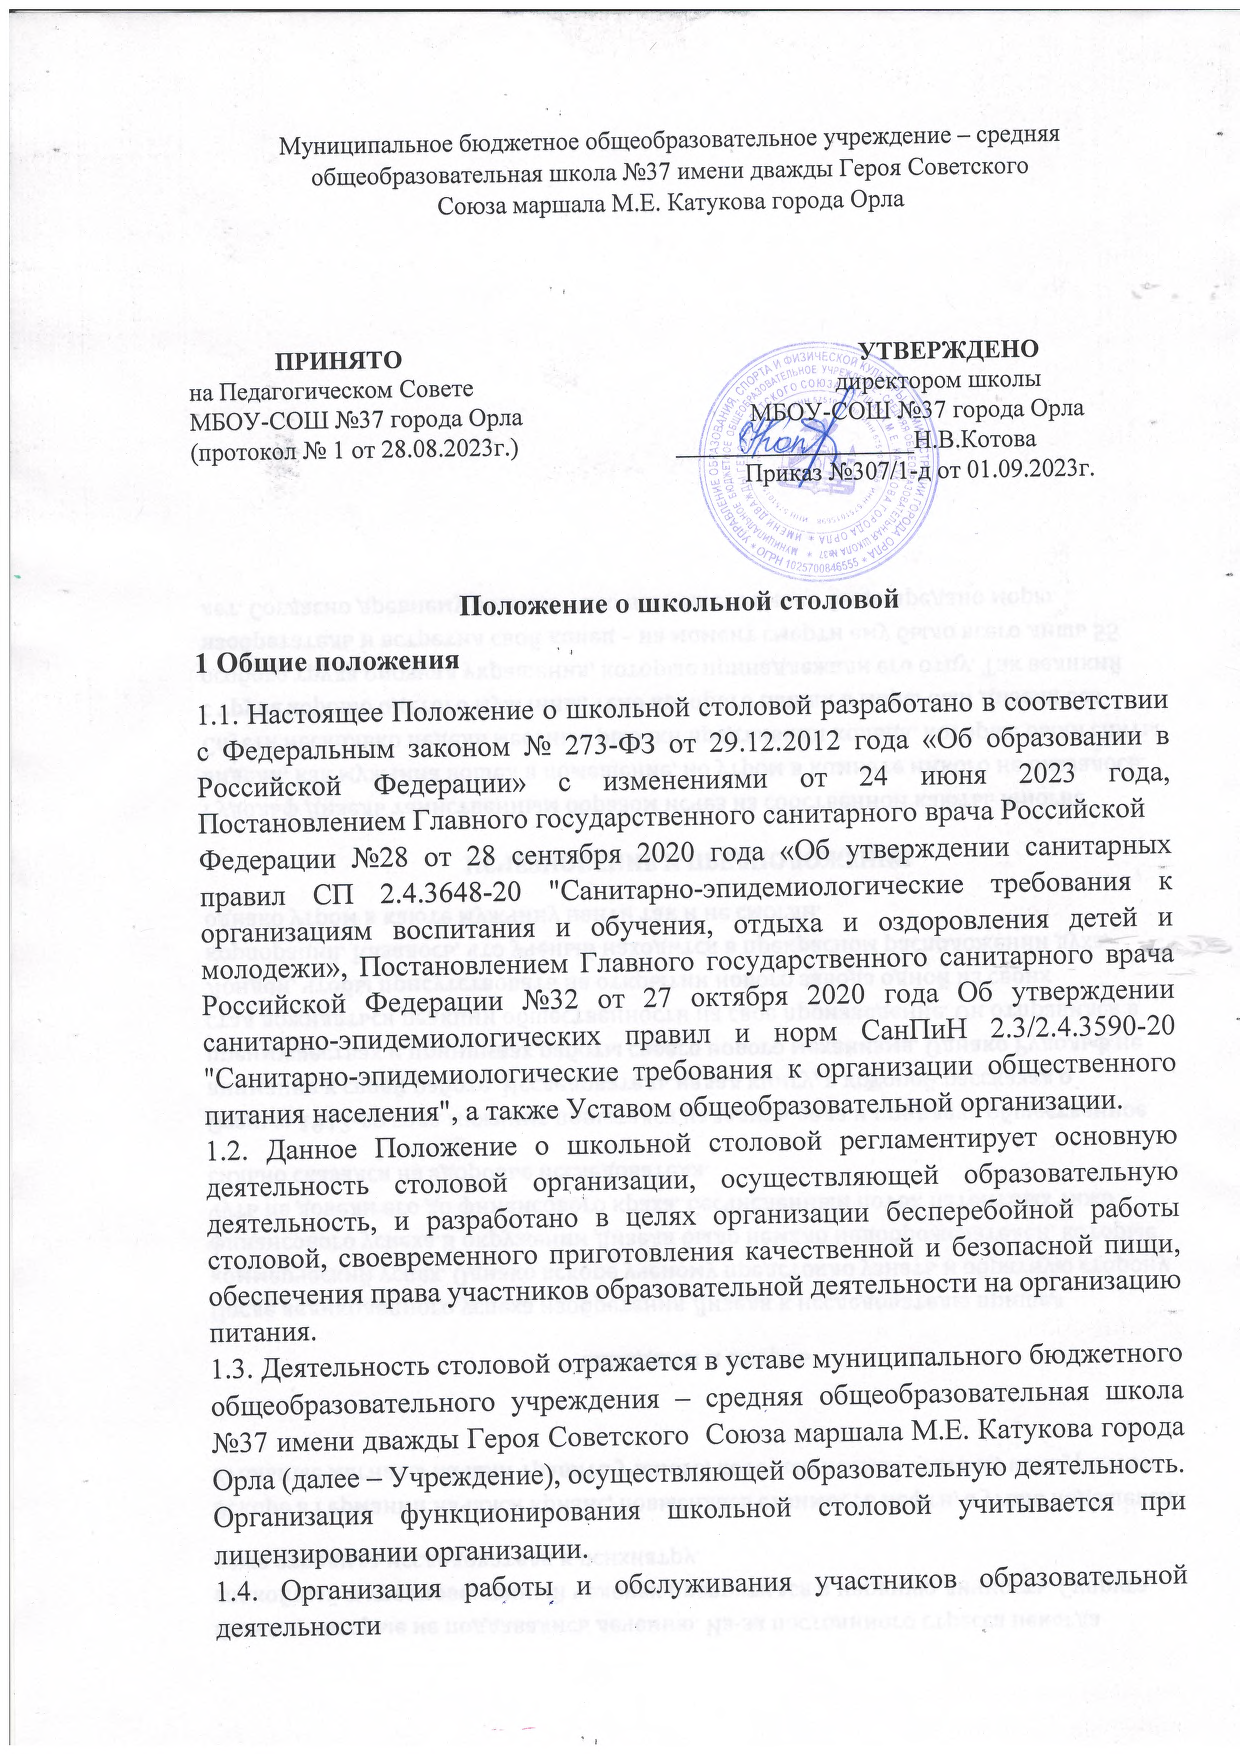 Муниципальное бюджетное общеобразовательное учреждение – средняя
общеобразовательная школа №37 имени дважды Героя Советского
Союза маршала М.Е. Катукова города Орла
ПРИНЯТО
на Педагогическом Совете
МБОУ-СОШ №37 города Орла
(протокол № 1 от 28.08.2023г.)
УТВЕРЖДЕНО
директором школы
МБОУ-СОШ №37 города Орла
Н.В.Котова
Приказ №307/1-д от 01.09.2023г.
ОГРН 1025700846555
Положение о школьной столовой
1 Общие положения
1.1. Настоящее Положение о школьной столовой разработано в соответствии
с Федеральным законом № 273-ФЗ от 29.12.2012 года «Об образовании в
Российской Федерации» с изменениями от 24 июня 2023 года,
Постановлением Главного государственного санитарного врача Российской
Федерации №28 от 28 сентября 2020 года «Об утверждении санитарных
правил СП 2.4.3648-20 "Санитарно-эпидемиологические требования к
организациям воспитания и обучения, отдыха и оздоровления детей и
молодежи», Постановлением Главного государственного санитарного врача
Российской Федерации №32 от 27 октября 2020 года Об утверждении
санитарно-эпидемиологических правил и норм СанПиН 2.3/2.4.3590-20
"Санитарно-эпидемиологические требования к организации общественного
питания населения", а также Уставом общеобразовательной организации.
1.2. Данное Положение о школьной столовой регламентирует основную
деятельность столовой организации, осуществляющей образовательную
деятельность, и разработано в целях организации бесперебойной работы
столовой, своевременного приготовления качественной и безопасной пищи,
обеспечения права участников образовательной деятельности на организацию
питания.
1.3. Деятельность столовой отражается в уставе муниципального бюджетного
общеобразовательного учреждения – средняя общеобразовательная школа
№37 имени дважды Героя Советского Союза маршала М.Е. Катукова города
Орла (далее – Учреждение), осуществляющей образовательную деятельность.
Организация функционирования школьной столовой учитывается при
лицензировании организации.
1.4. Организация работы и обслуживания участников образовательной
деятельности